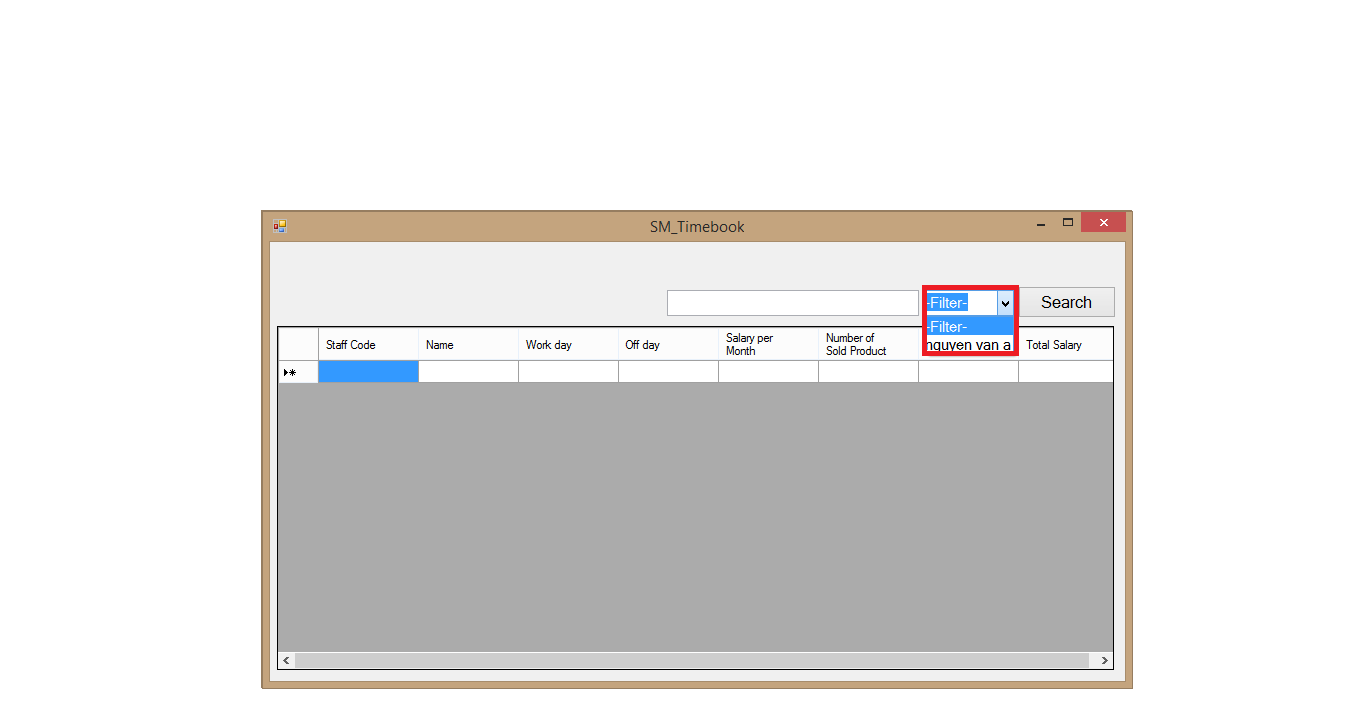 SM_Timebook
-Filter-
Search
-Filter-
nguyen van a
Staff Code
Name
Work day
Off day
Salary per
Month
Number of
Sold Product
Total Salary